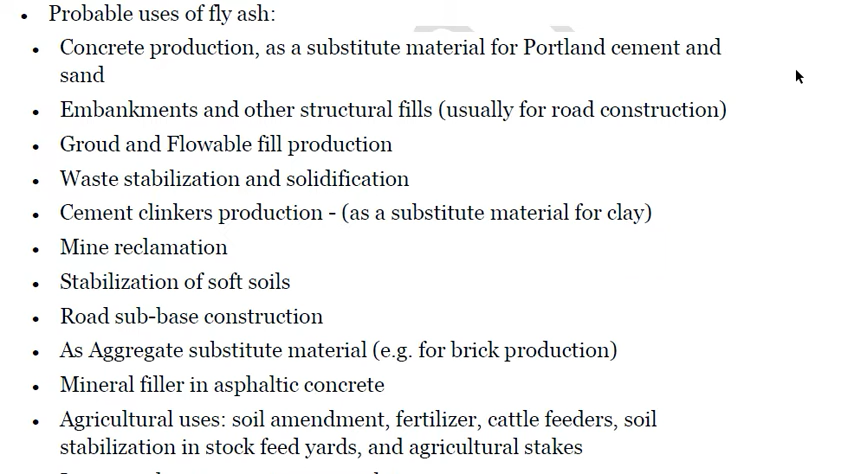 • Probable uses of fly ash:
• Concrete production, as a substitute material for Portland cement and
sand
• Embankments and other structural fills (usually for road construction)
• Groud and Flowable fill production
• Waste stabilization and solidification
• Cement clinkers production - (as a substitute material for clay)
• Mine reclamation
• Stabilization of soft soils
• Road sub-base construction
• As Aggregate substitute material (e.g. for brick production)
• Mineral filler in asphaltic concrete
• Agricultural uses: soil amendment, fertilizer, cattle feeders, soil
stabilization in stock feed yards, and agricultural stakes